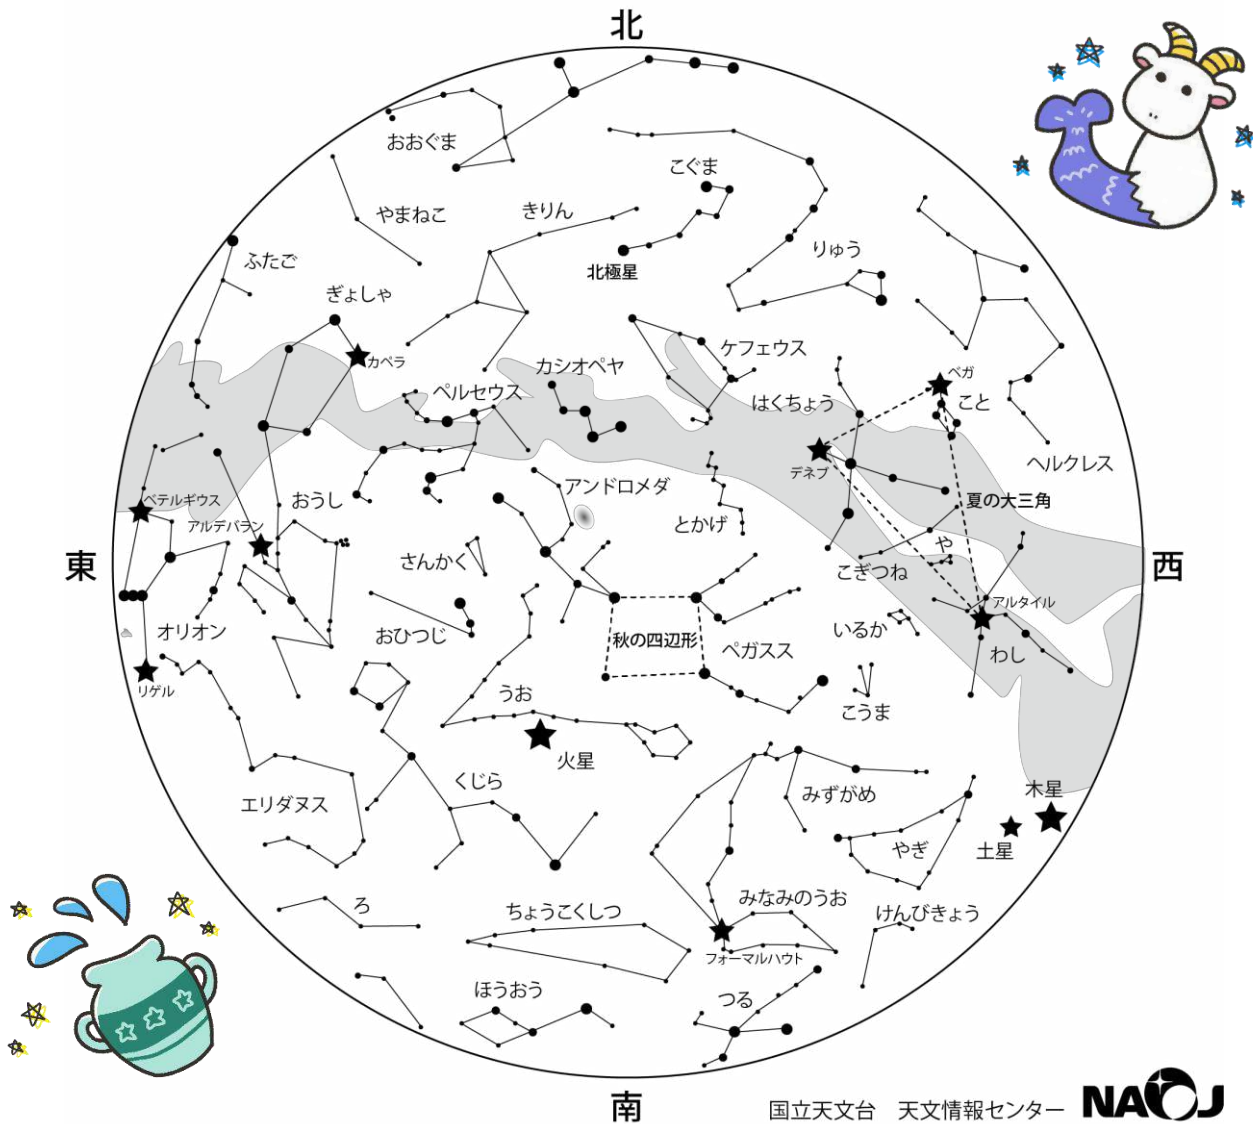 北
おおぐま
こぐま
やまねこ
きりん
りゅう
ふたご
北極星
ぎょしゃ
カペラ
ケフェウス
カシオペヤ
ペルセウス
ベガ
はくちょう
こと
ヘルクレス
デネブ
アンドロメダ
ベテルギウス
おうし
夏の大三角
アルデバラン
とかげ
や
さんかく
東
西
こぎつね
アルタイル
オリオン
おひつじ
秋の四辺形
ペガスス
いるか
わし
リゲル
うお
こうま
火星
くじら
エリダヌス
みずがめ
木星
やぎ
土星
みなみのうお
ろ
ちょうこくしつ
けんびきょう
フォーマルハウト
ほうおう
つる
南
国立天文台　天文情報センター
NAOJ